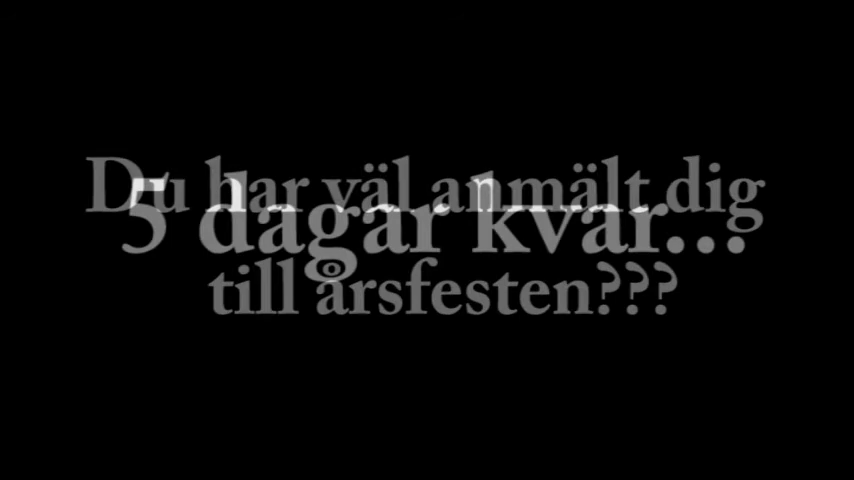 Du har väl anmält dig
5 dagar kvar...
till årsfesten???